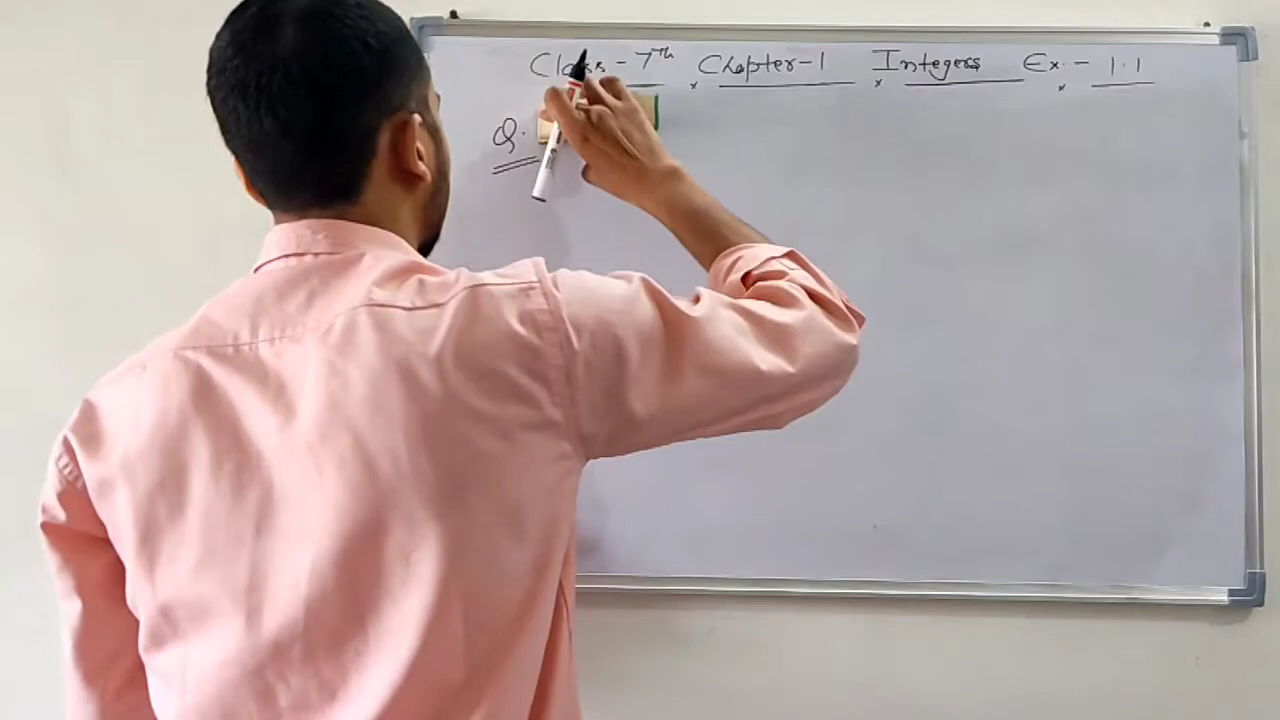 Class - 7th Chapter-1 Integers Ex. - 1.1
Q.